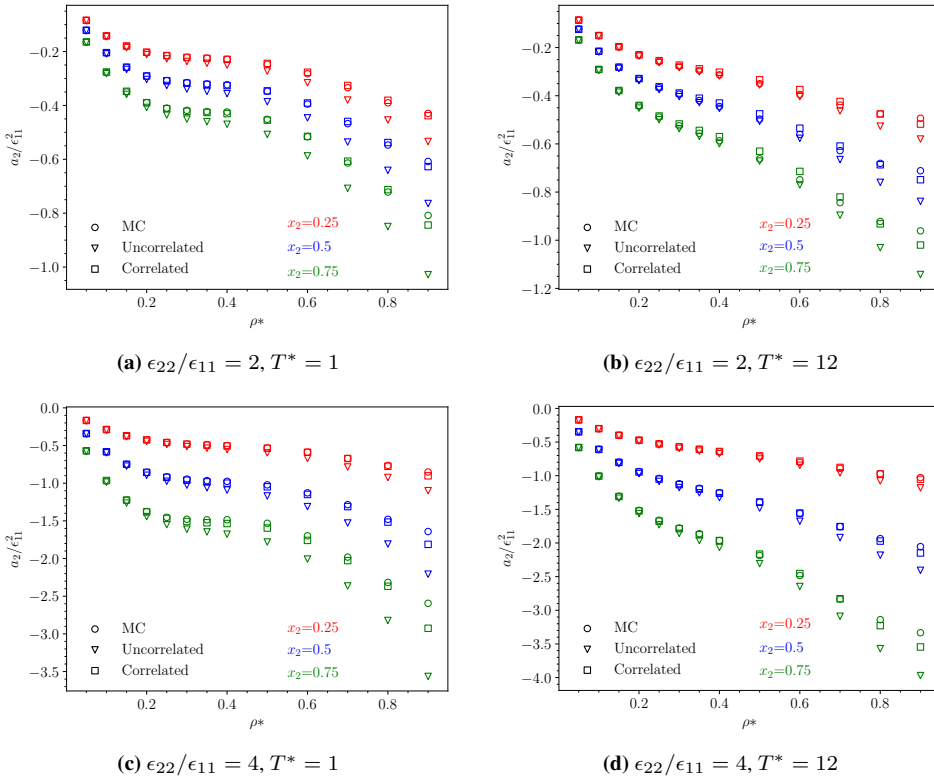 −0.2
−0.4
−0.6
−0.8
−1.0
a₂/ϵ²₁₁
MC
Uncorrelated
Correlated
x₂=0.25
x₂=0.5
x₂=0.75
0.2 0.4 0.6 0.8
ρ*
(a) ϵ₂₂/ϵ₁₁ = 2, T* = 1
−0.2
−0.4
−0.6
−0.8
−1.0
−1.2
a₂/ϵ²₁₁
MC
Uncorrelated
Correlated
x₂=0.25
x₂=0.5
x₂=0.75
0.2 0.4 0.6 0.8
ρ*
(b) ϵ₂₂/ϵ₁₁ = 2, T* = 12
0.0
−0.5
−1.0
−1.5
−2.0
−2.5
−3.0
−3.5
a₂/ϵ²₁₁
MC
Uncorrelated
Correlated
x₂=0.25
x₂=0.5
x₂=0.75
0.2 0.4 0.6 0.8
ρ*
(c) ϵ₂₂/ϵ₁₁ = 4, T* = 1
0.0
−0.5
−1.0
−1.5
−2.0
−2.5
−3.0
−3.5
−4.0
a₂/ϵ²₁₁
MC
Uncorrelated
Correlated
x₂=0.25
x₂=0.5
x₂=0.75
0.2 0.4 0.6 0.8
ρ*
(d) ϵ₂₂/ϵ₁₁ = 4, T* = 12